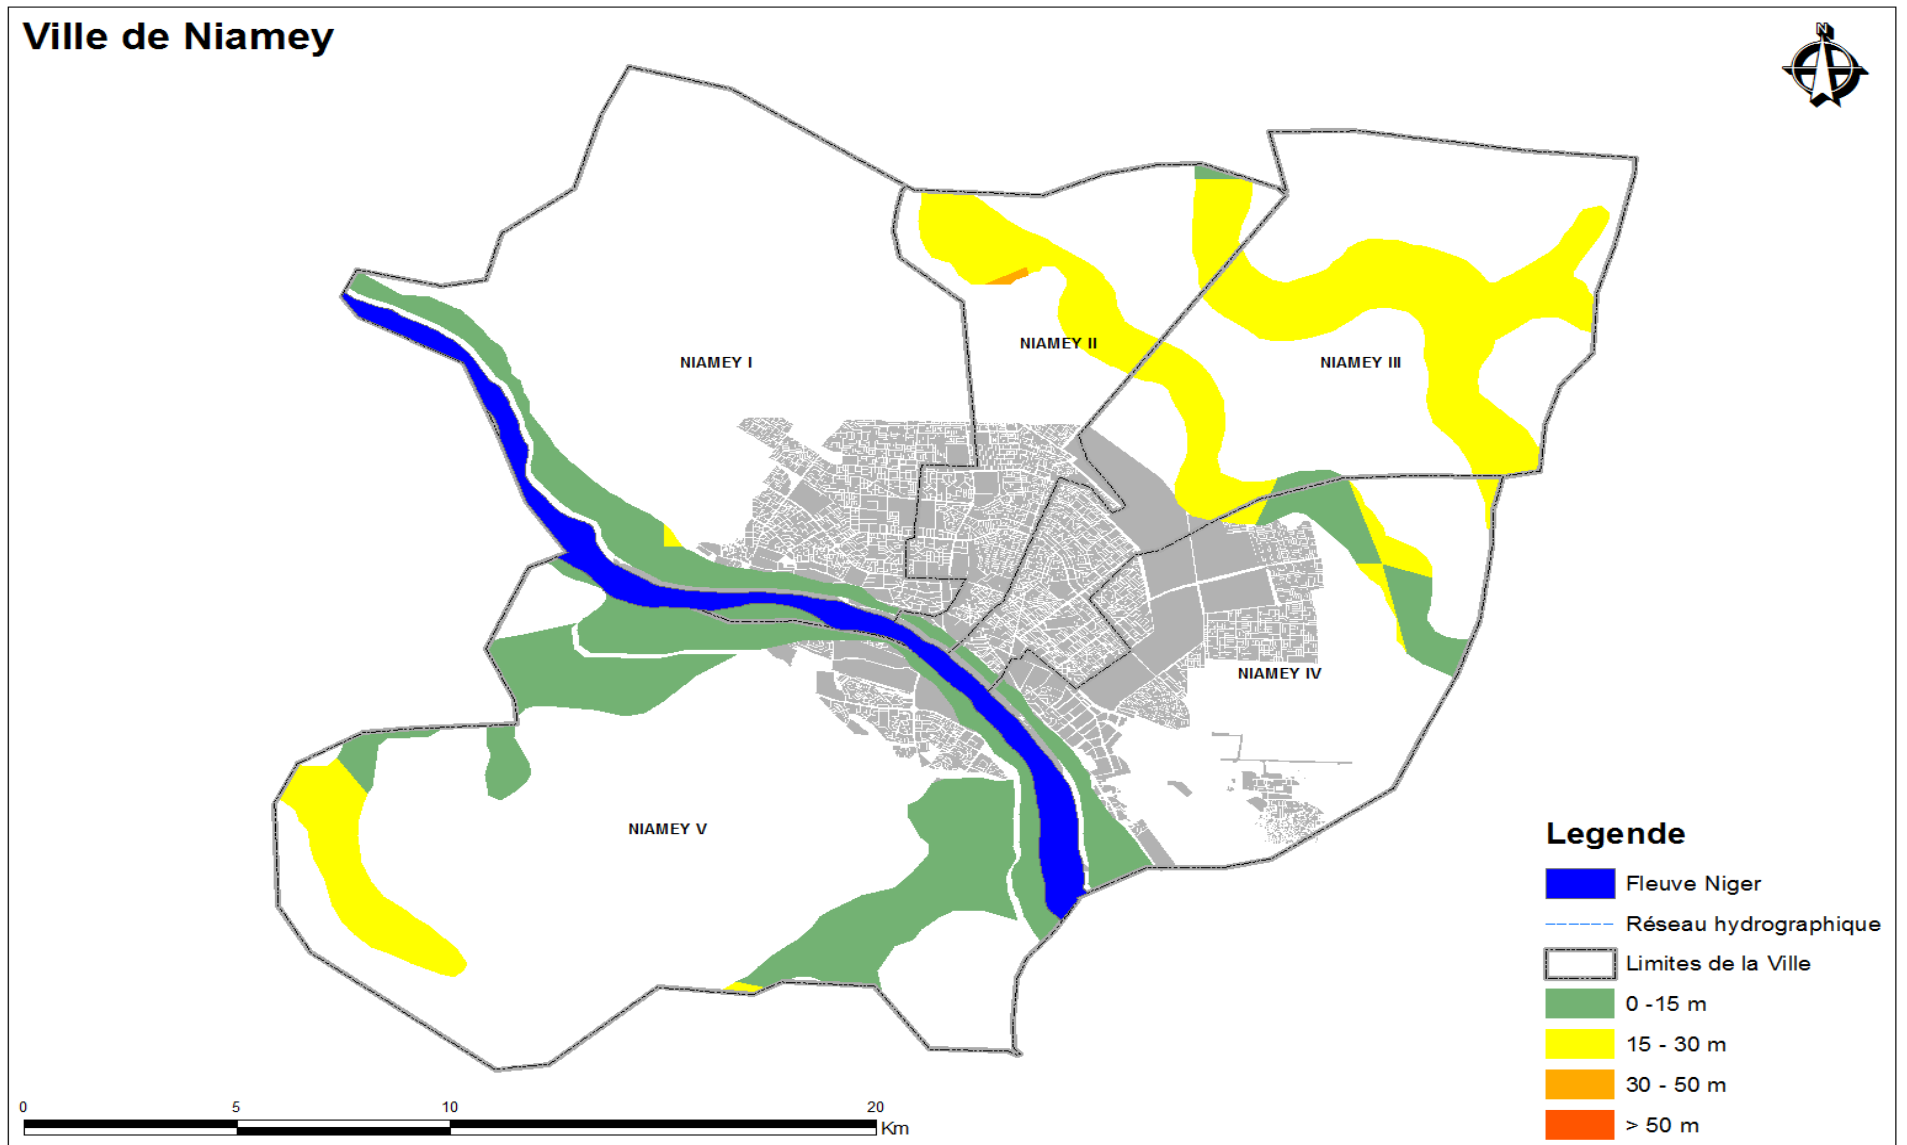 Ville de Niamey
N
NIAMEY I
NIAMEY II
NIAMEY III
NIAMEY IV
NIAMEY V
Legende
Fleuve Niger
Réseau hydrographique
Limites de la Ville
0 -15 m
15 - 30 m
30 - 50 m
> 50 m
0 5 10 20
Km